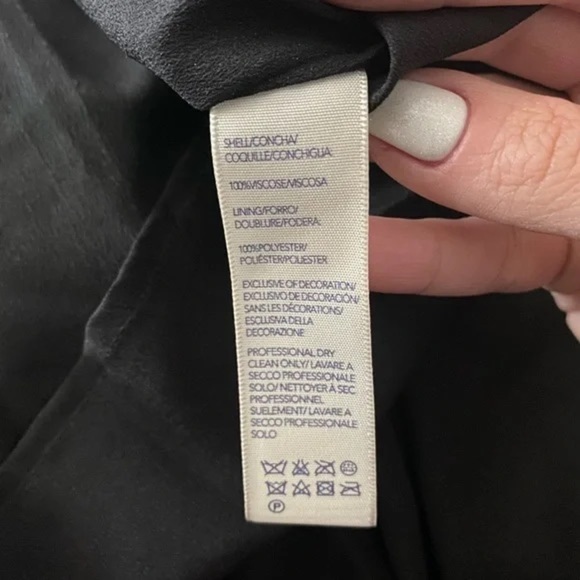 SHELL/CONCHA/
COQUILLE/CONCHIGLIA:
100%VISCOSE/VISCOSA
LINING/FORRO/
DOUBLURE/FODERA:
100%POLYESTER/
POLIÉSTER/POLIESTER
EXCLUSIVE OF DECORATION/
EXCLUSIVO DE DECORACIÓN/
SANS LES DÉCORATIONS/
ESCLUSIVA DELLA
DECORAZIONE
PROFESSIONAL DRY
CLEAN ONLY/ LAVARE A
SECCO PROFESSIONALE
SOLO/ NETTOYER À SEC
PROFESSIONNEL
SUELEMENT/ LAVARE A
SECCO PROFESSIONALE
SOLO
P